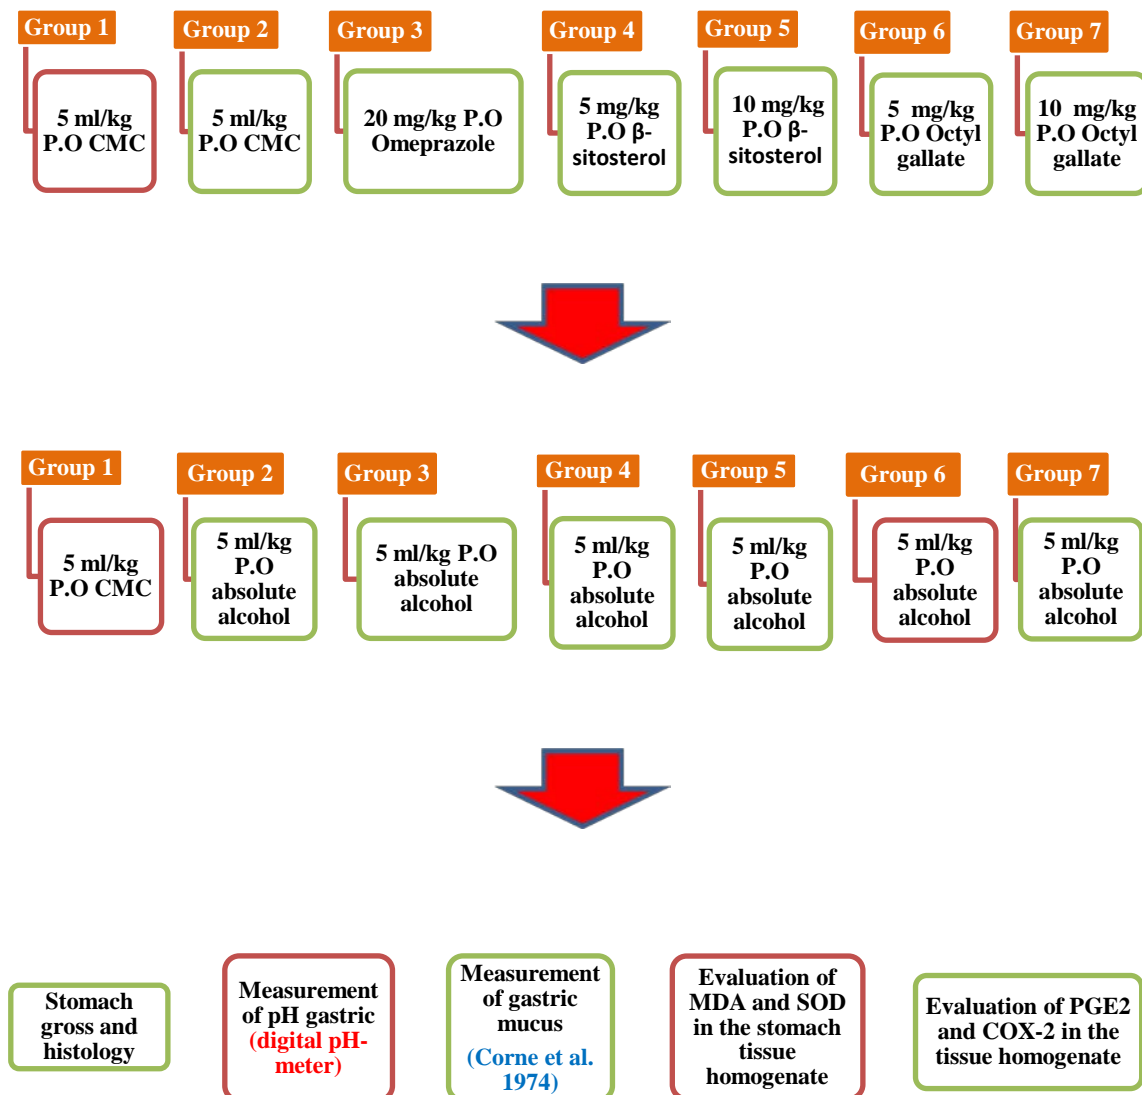 Group 1
5 ml/kg
P.O CMC
Group 2
5 ml/kg
P.O CMC
Group 3
20 mg/kg P.O
Omeprazole
Group 4
5 mg/kg
P.O β-
sitosterol
Group 5
10 mg/kg
P.O β-
sitosterol
Group 6
5 mg/kg
P.O Octyl
gallate
Group 7
10 mg/kg
P.O Octyl
gallate
Group 1
5 ml/kg
P.O CMC
Group 2
5 ml/kg
P.O
absolute
alcohol
Group 3
5 ml/kg P.O
absolute
alcohol
Group 4
5 ml/kg
P.O
absolute
alcohol
Group 5
5 ml/kg
P.O
absolute
alcohol
Group 6
5 ml/kg
P.O
absolute
alcohol
Group 7
5 ml/kg
P.O
absolute
alcohol
Stomach
gross and
histology
Measurement
of pH gastric
(digital pH-
meter)
Measurement
of gastric
mucus
(Corne et al.
1974)
Evaluation of
MDA and SOD
in the stomach
tissue
homogenate
Evaluation of PGE2
and COX-2 in the
tissue homogenate